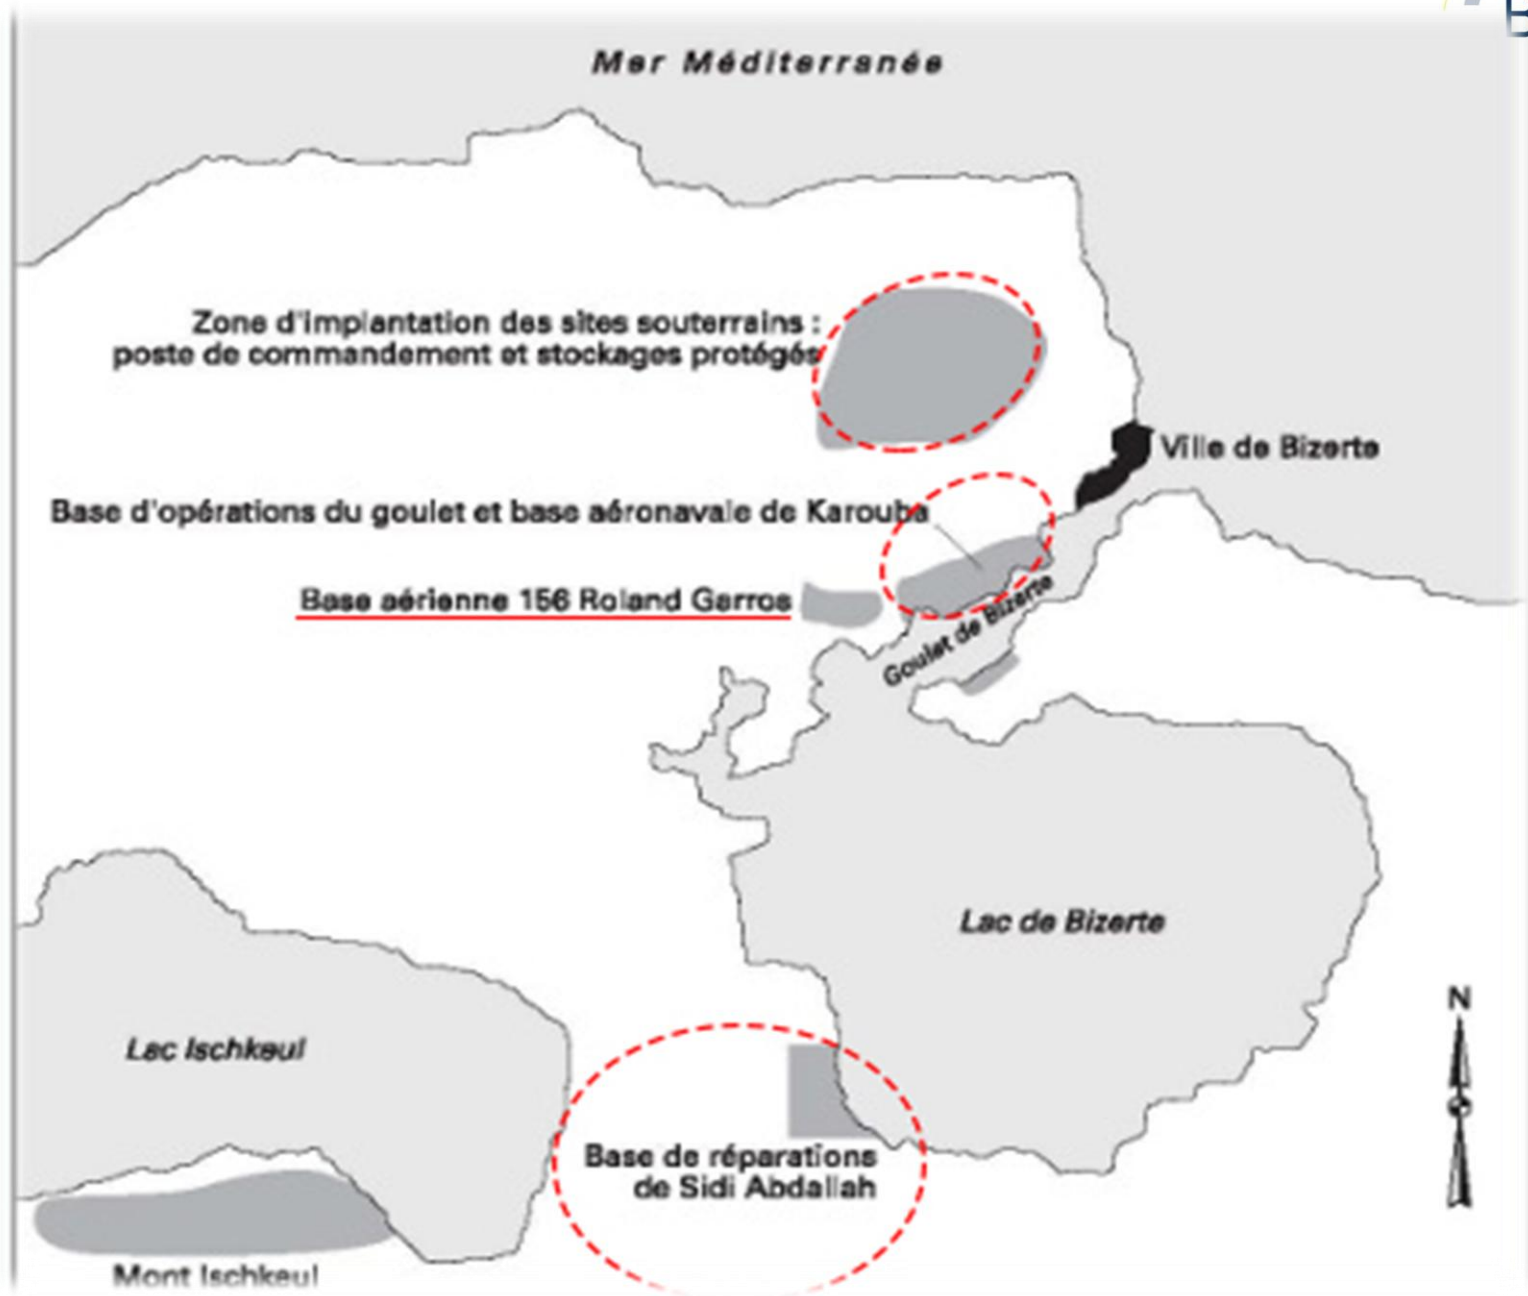 B
Mer Méditerranée
Zone d'implantation des sites souterrains :
poste de commandement et stockages protégés
Ville de Bizerte
Base d'opérations du goulet et base aéronavale de Karouba
Base aérienne 156 Roland Garros
Goulet de Bizerte
Lac de Bizerte
N
Lac Ischkeul
Base de réparations
de Sidi Abdallah
Mont Ischkeul